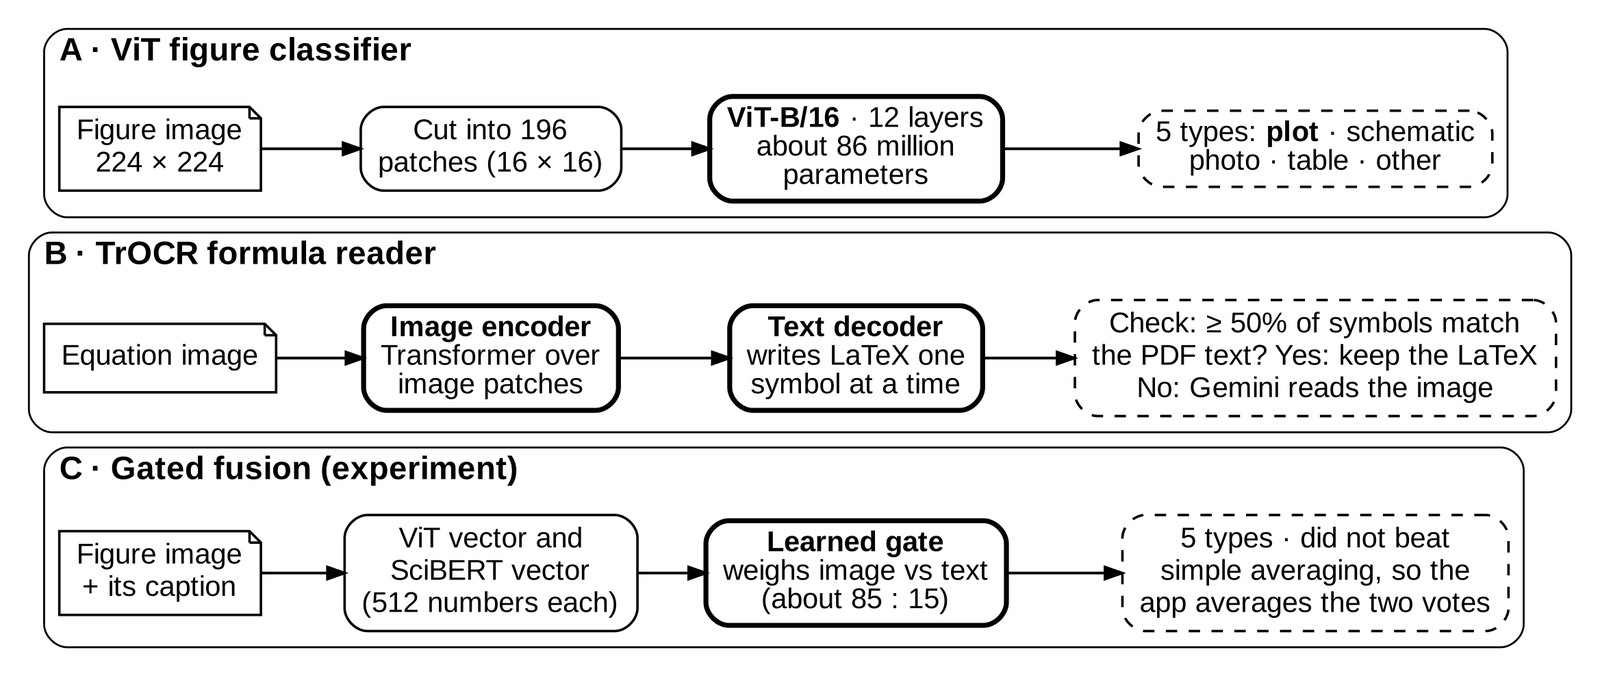 A · ViT figure classifier
Figure image
224 × 224
Cut into 196
patches (16 × 16)
ViT-B/16 · 12 layers
about 86 million
parameters
5 types: plot · schematic
photo · table · other
B · TrOCR formula reader
Equation image
Image encoder
Transformer over
image patches
Text decoder
writes LaTeX one
symbol at a time
Check: ≥ 50% of symbols match
the PDF text? Yes: keep the LaTeX
No: Gemini reads the image
C · Gated fusion (experiment)
Figure image
+ its caption
ViT vector and
SciBERT vector
(512 numbers each)
Learned gate
weighs image vs text
(about 85 : 15)
5 types · did not beat
simple averaging, so the
app averages the two votes